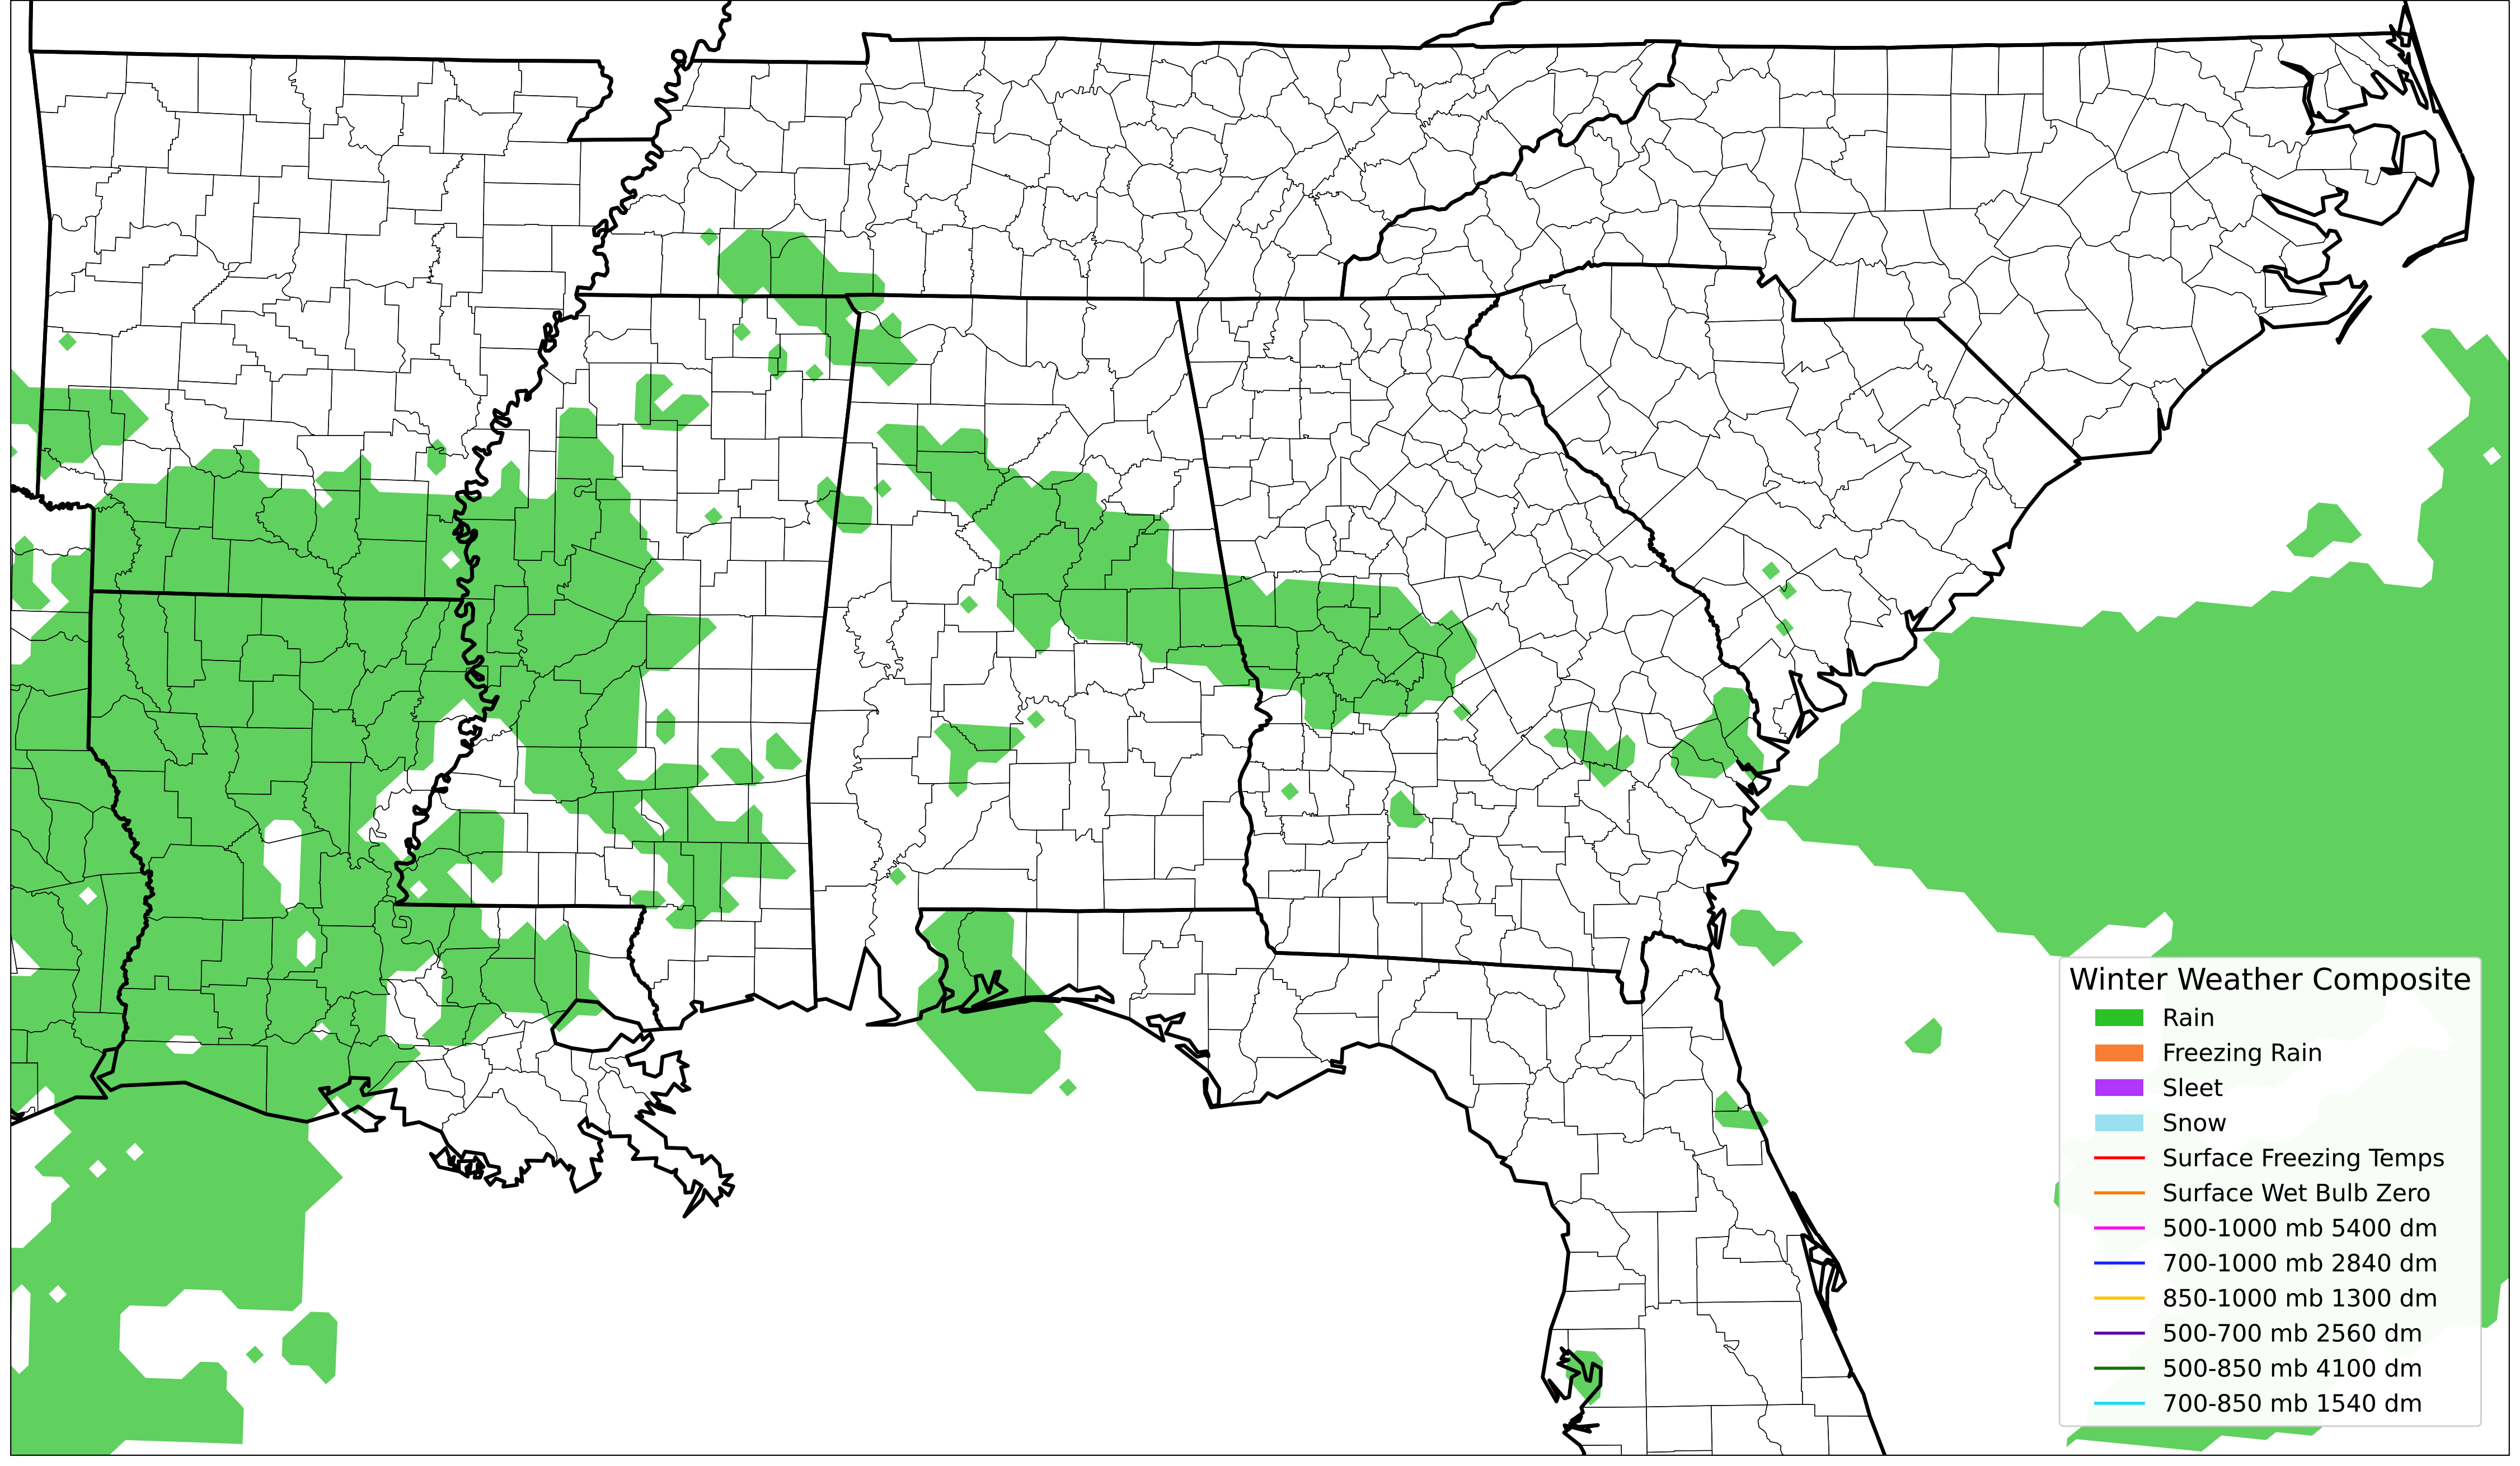 Winter Weather Composite
Rain
Freezing Rain
Sleet
Snow
Surface Freezing Temps
Surface Wet Bulb Zero
500-1000 mb 5400 dm
700-1000 mb 2840 dm
850-1000 mb 1300 dm
500-700 mb 2560 dm
500-850 mb 4100 dm
700-850 mb 1540 dm